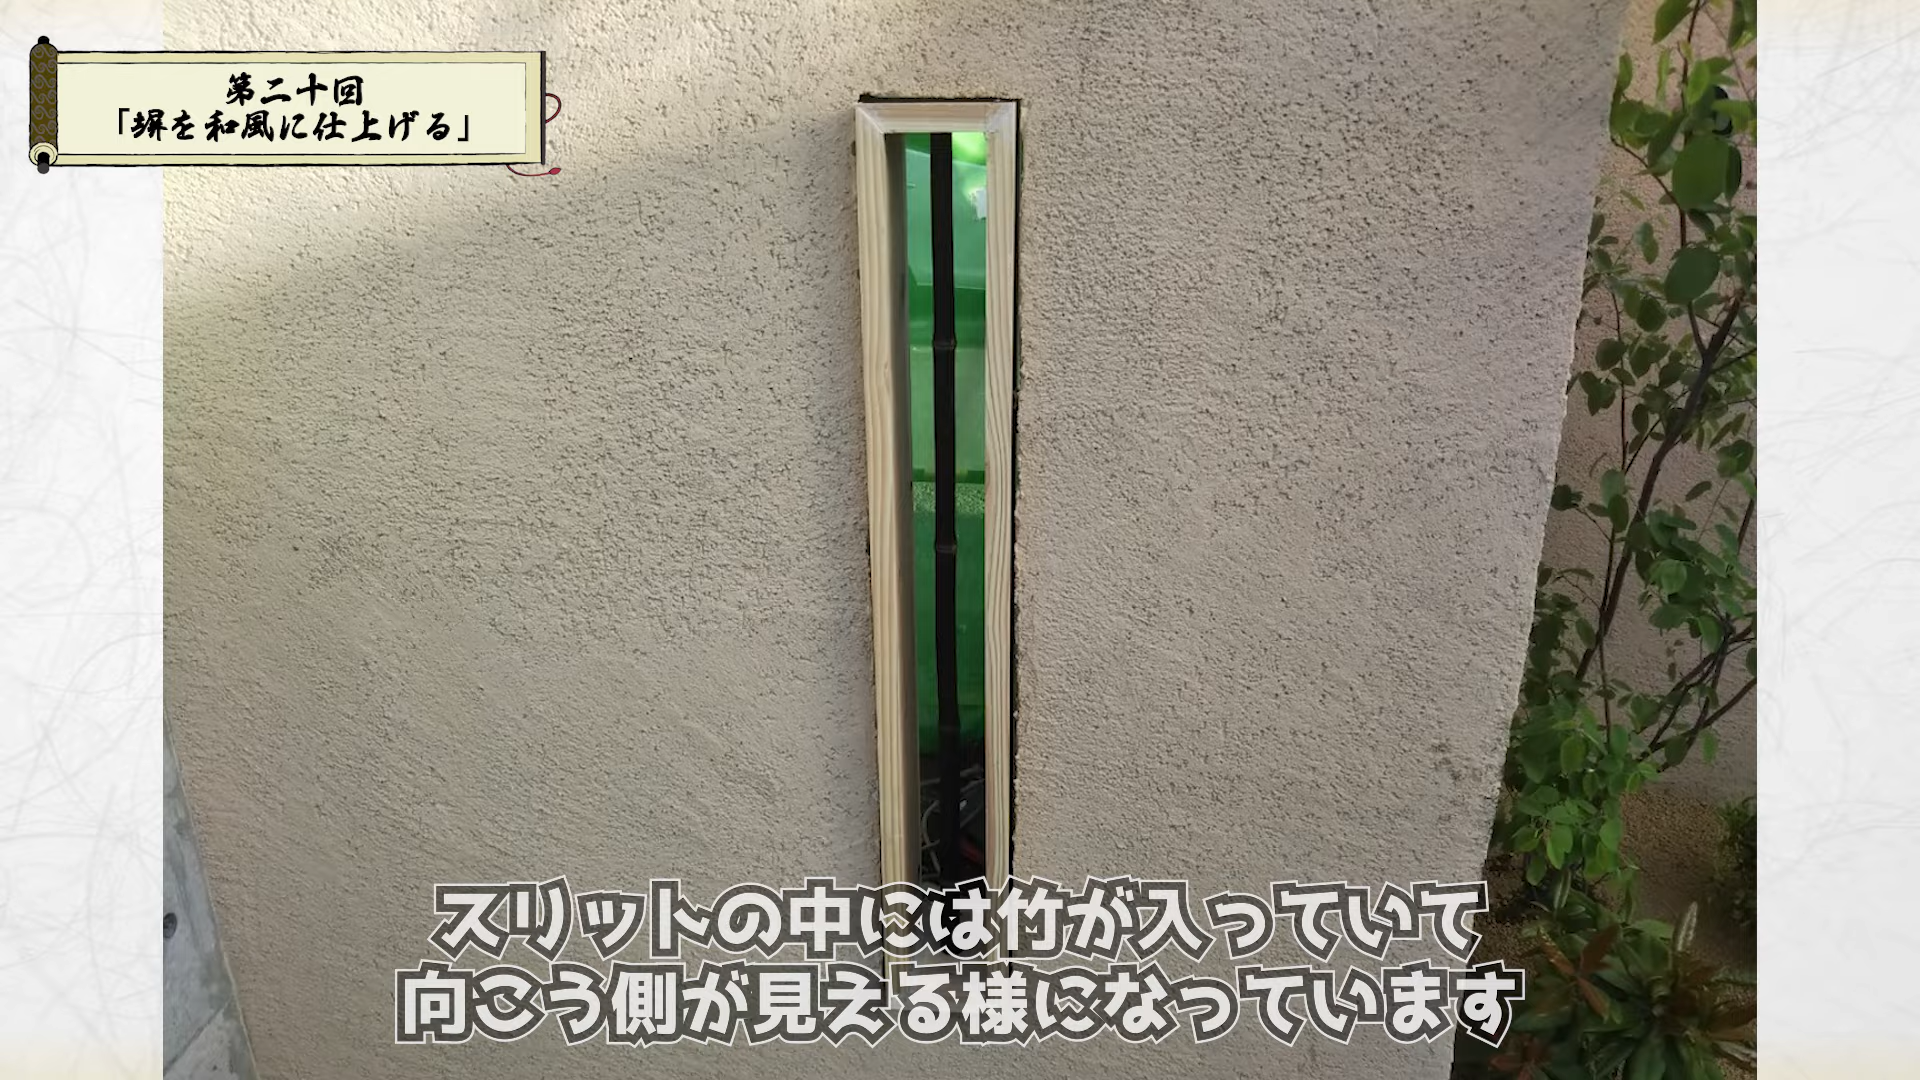 第二十回
「塀を和風に仕上げる」
スリットの中には竹が入っていて
向こう側が見える様になっています